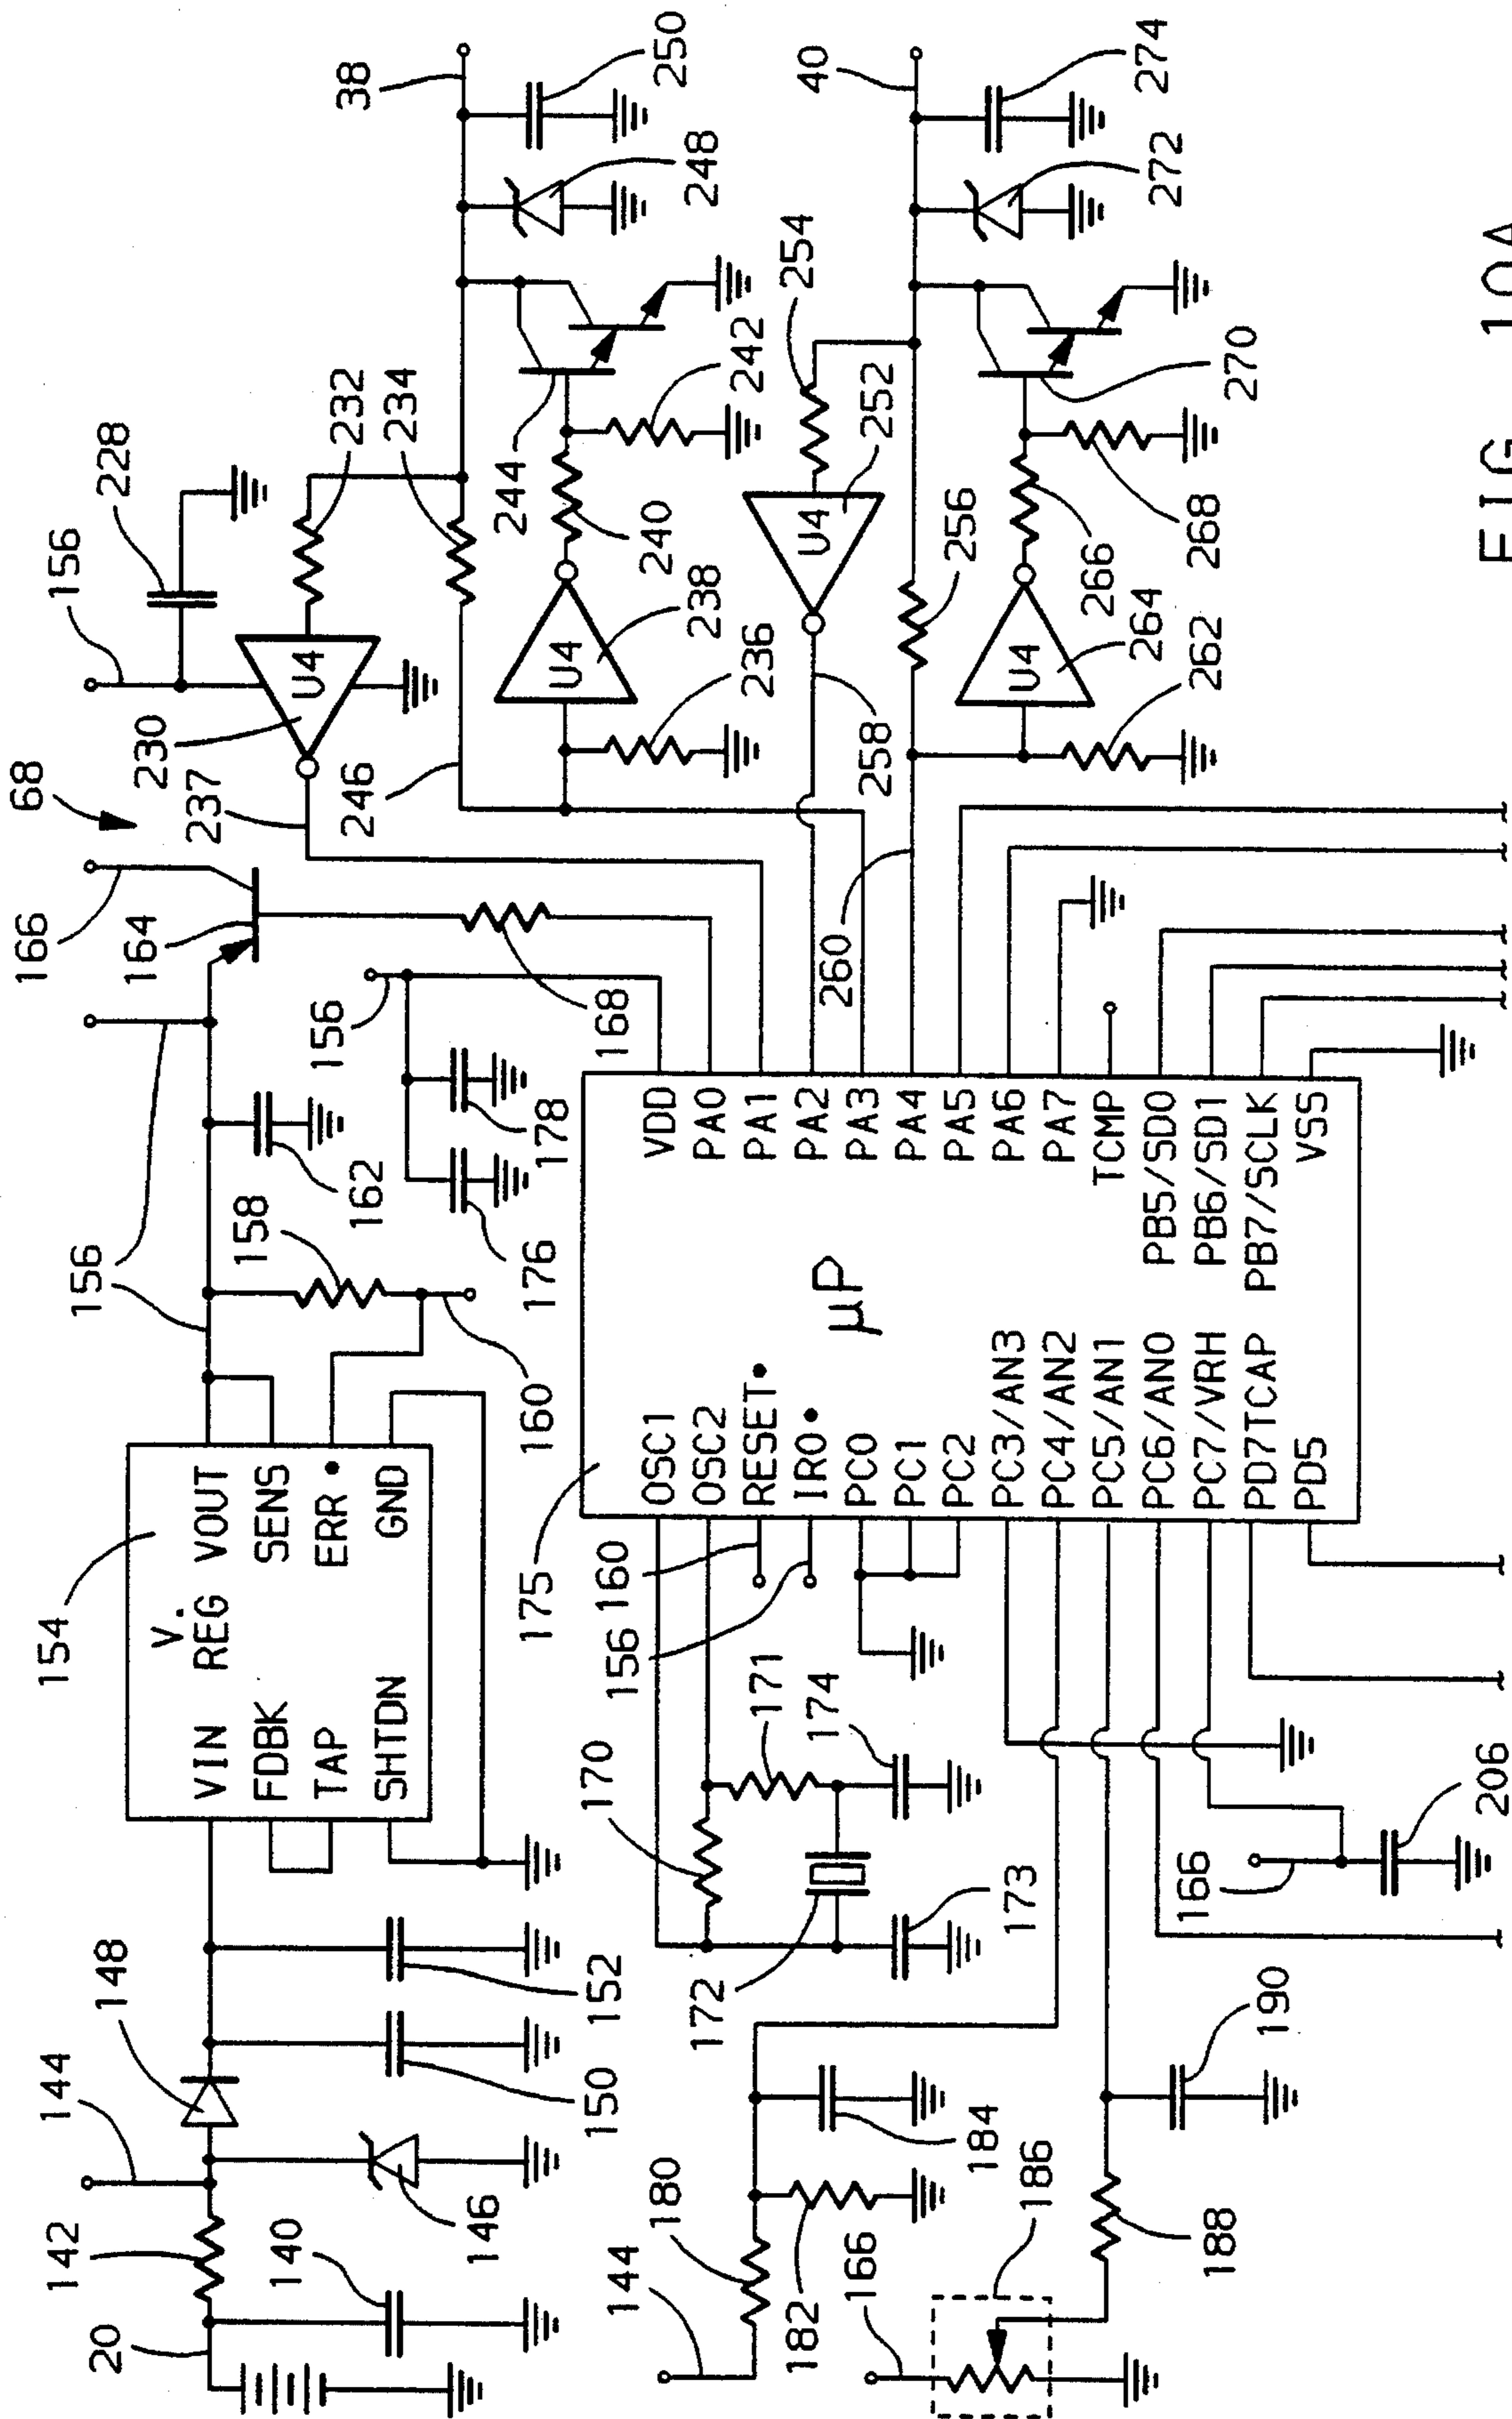 68
20
142
144
148
154
156
166
156
228
140
146
150
152
V.
REG
VIN
FDBK
TAP
SHTDN
VOUT
SENS
ERR•
GND
158
162
164
230
U4
232
38
160
176
178
156
168
237
246
234
244
250
248
175
170
171
172
173
174
160
156
μP
OSC1
OSC2
RESET•
IRO•
PC0
PC1
PC2
PC3/AN3
PC4/AN2
PC5/AN1
PC6/AN0
PC7/VRH
PD7TCAP
PD5
VDD
PA0
PA1
PA2
PA3
PA4
PA5
PA6
PA7
TCMP
PB5/SD0
PB6/SD1
PB7/SCLK
VSS
U4
236
238
240
242
254
U4
252
258
256
260
40
144
180
182
184
U4
262
264
266
268
270
272
274
166
186
188
190
166
206
FIG. 10A